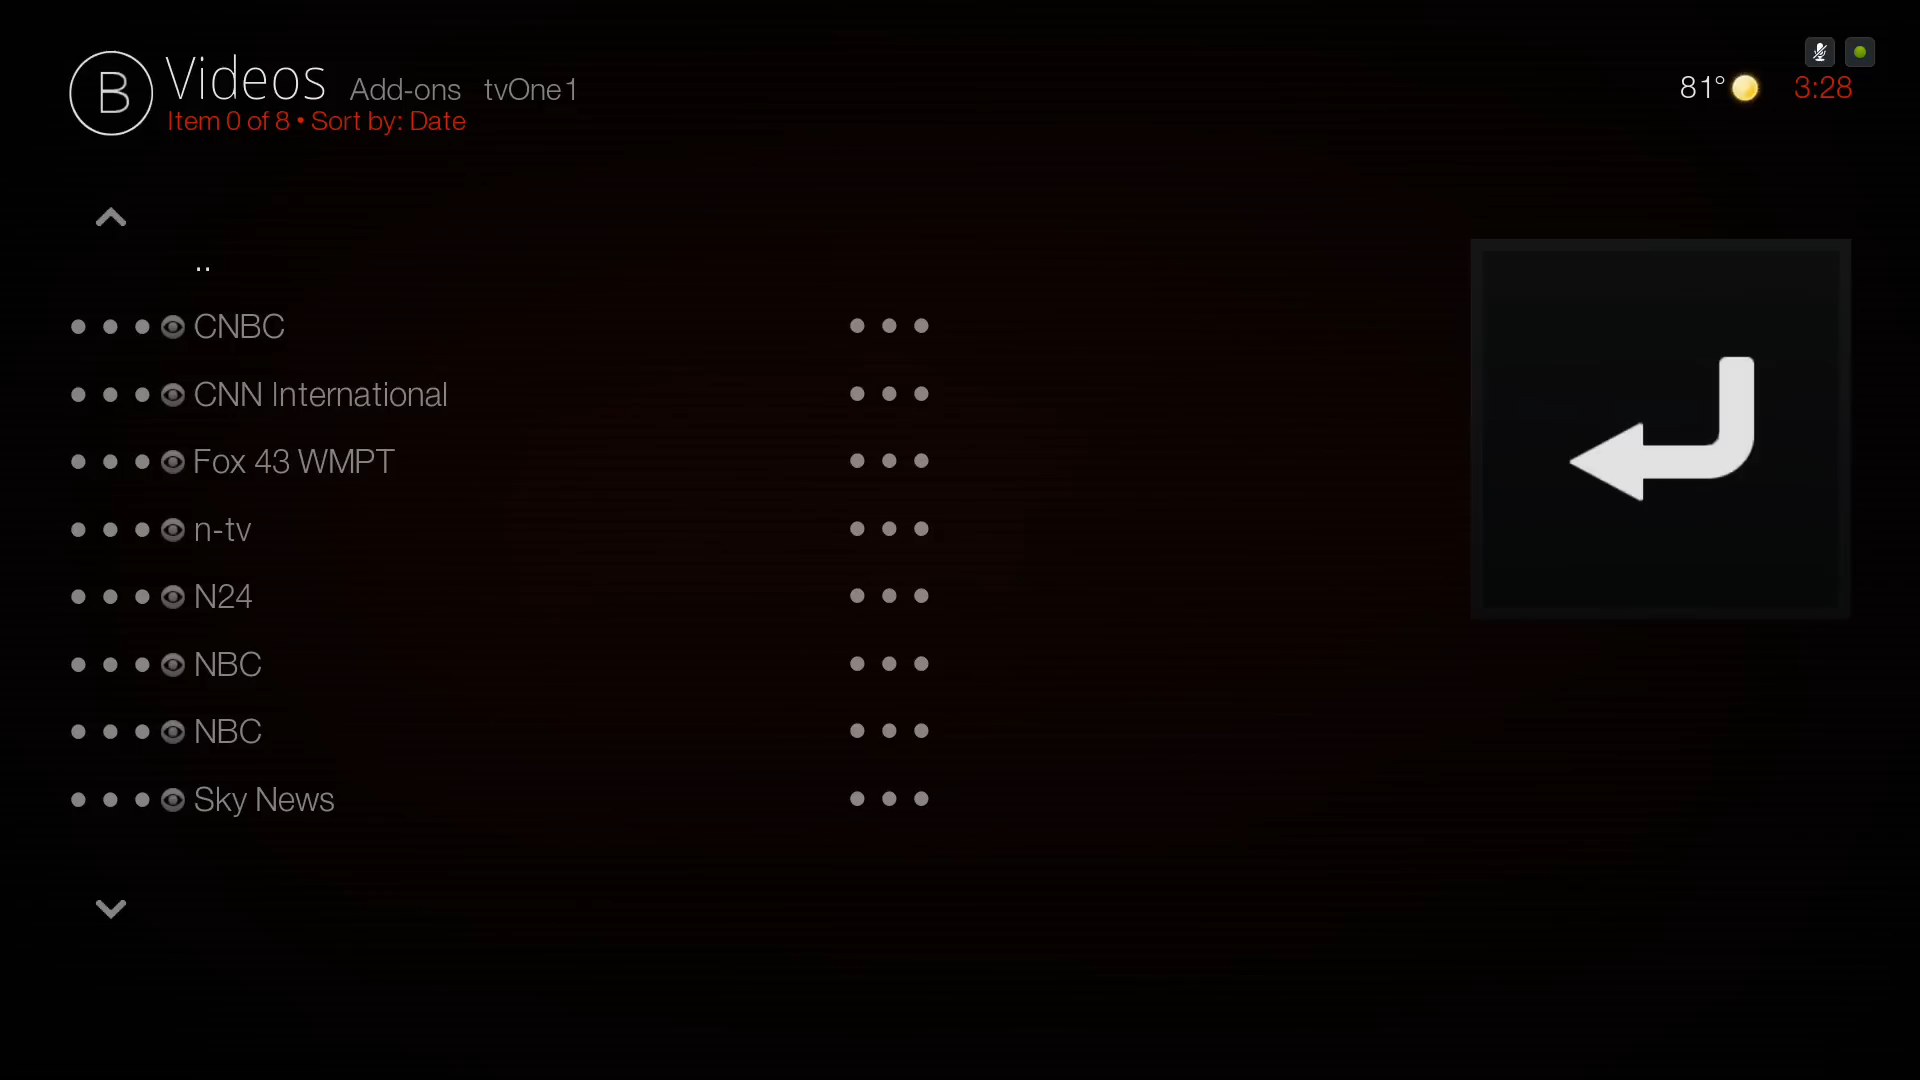 B Videos Add-ons tvOne1
Item 0 of 8 • Sort by: Date
81° 3:28
..
CNBC
CNN International
Fox 43 WMPT
n-tv
N24
NBC
NBC
Sky News